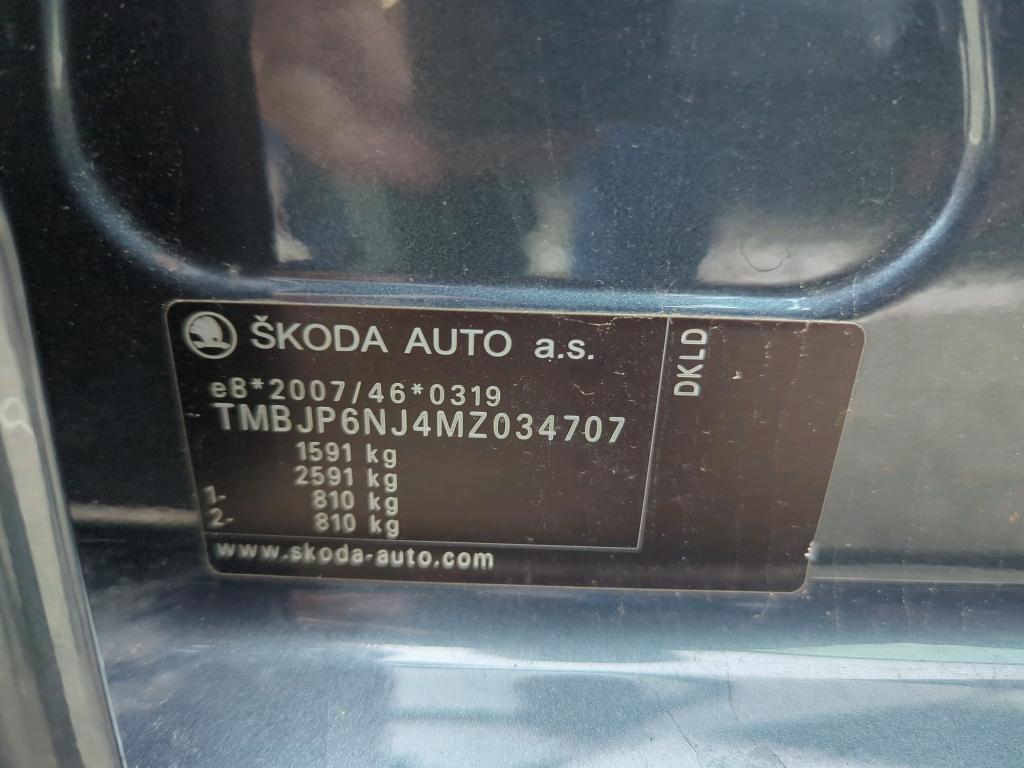 ŠKODA AUTO a.s.
e8*2007/46*0319
TMBJP6NJ4MZ034707
1591 kg
2591 kg
1- 810 kg
2- 810 kg
www.skoda-auto.com
DKLD